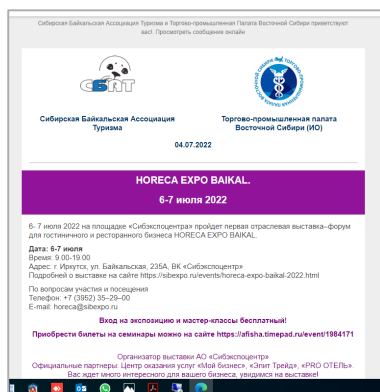 Сибирская Байкальская Ассоциация Туризма и Торгово-промышленная Палата Восточной Сибири приветствуют
вас!. Просмотреть сообщение онлайн
СБАТ
ТОРГОВО-ПРОМЫШЛЕННАЯ ПАЛАТА ВОСТОЧНОЙ СИБИРИ
Сибирская Байкальская Ассоциация
Туризма
Торгово-промышленная палата
Восточной Сибири (ИО)
04.07.2022
HORECA EXPO BAIKAL.
6-7 июля 2022
6- 7 июля 2022 на площадке «Сибэкспоцентр» пройдет первая отраслевая выставка–форум
для гостиничного и ресторанного бизнеса HORECA EXPO BAIKAL.
Дата: 6-7 июля
Время: 9.00-19.00
Адрес: г. Иркутск, ул. Байкальская, 235А, ВК «Сибэкспоцентр»
Подробней о выставке на сайте https://sibexpo.ru/events/horeca-expo-baikal-2022.html
По вопросам участия и посещения
Телефон: +7 (3952) 35–29–00
E-mail: horeca@sibexpo.ru
Вход на экспозицию и мастер-классы бесплатный!
Приобрести билеты на семинары можно на сайте https://afisha.timepad.ru/event/1984171
Организатор выставки АО «Сибэкспоцентр»
Официальные партнеры: Центр оказания услуг «Мой бизнес», «Элит Трейд», «PRO ОТЕЛЬ».
Вас ждет много интересного для вашего бизнеса, увидимся на выставке!